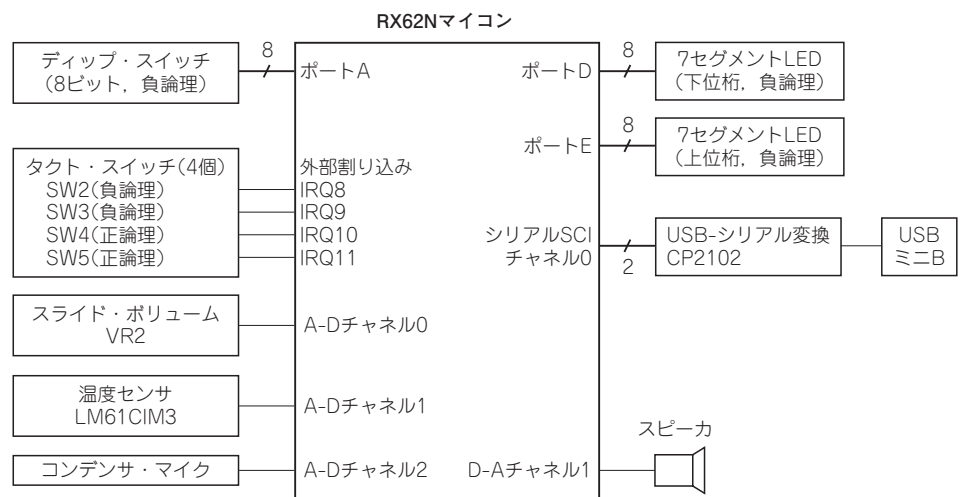 RX62Nマイコン
ディップ・スイッチ
(8ビット，負論理)
8
ポートA
タクト・スイッチ(4個)
SW2(負論理)
SW3(負論理)
SW4(正論理)
SW5(正論理)
外部割り込み
IRQ8
IRQ9
IRQ10
IRQ11
スライド・ボリューム
VR2
A-Dチャネル0
温度センサ
LM61CIM3
A-Dチャネル1
コンデンサ・マイク
A-Dチャネル2
ポートD
8
7セグメントLED
(下位桁，負論理)
ポートE
8
7セグメントLED
(上位桁，負論理)
シリアルSCI
チャネル0
2
USB-シリアル変換
CP2102
USB
ミニB
スピーカ
D-Aチャネル1